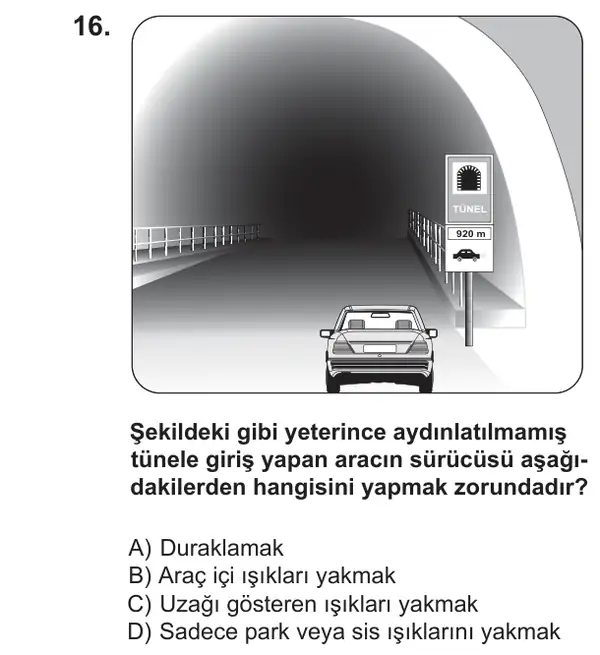 16.
TÜNEL
920 m
Şekildeki gibi yeterince aydınlatılmamış
tünele giriş yapan aracın sürücüsü aşağı-
dakilerden hangisini yapmak zorundadır?
A) Duraklamak
B) Araç içi ışıkları yakmak
C) Uzağı gösteren ışıkları yakmak
D) Sadece park veya sis ışıklarını yakmak